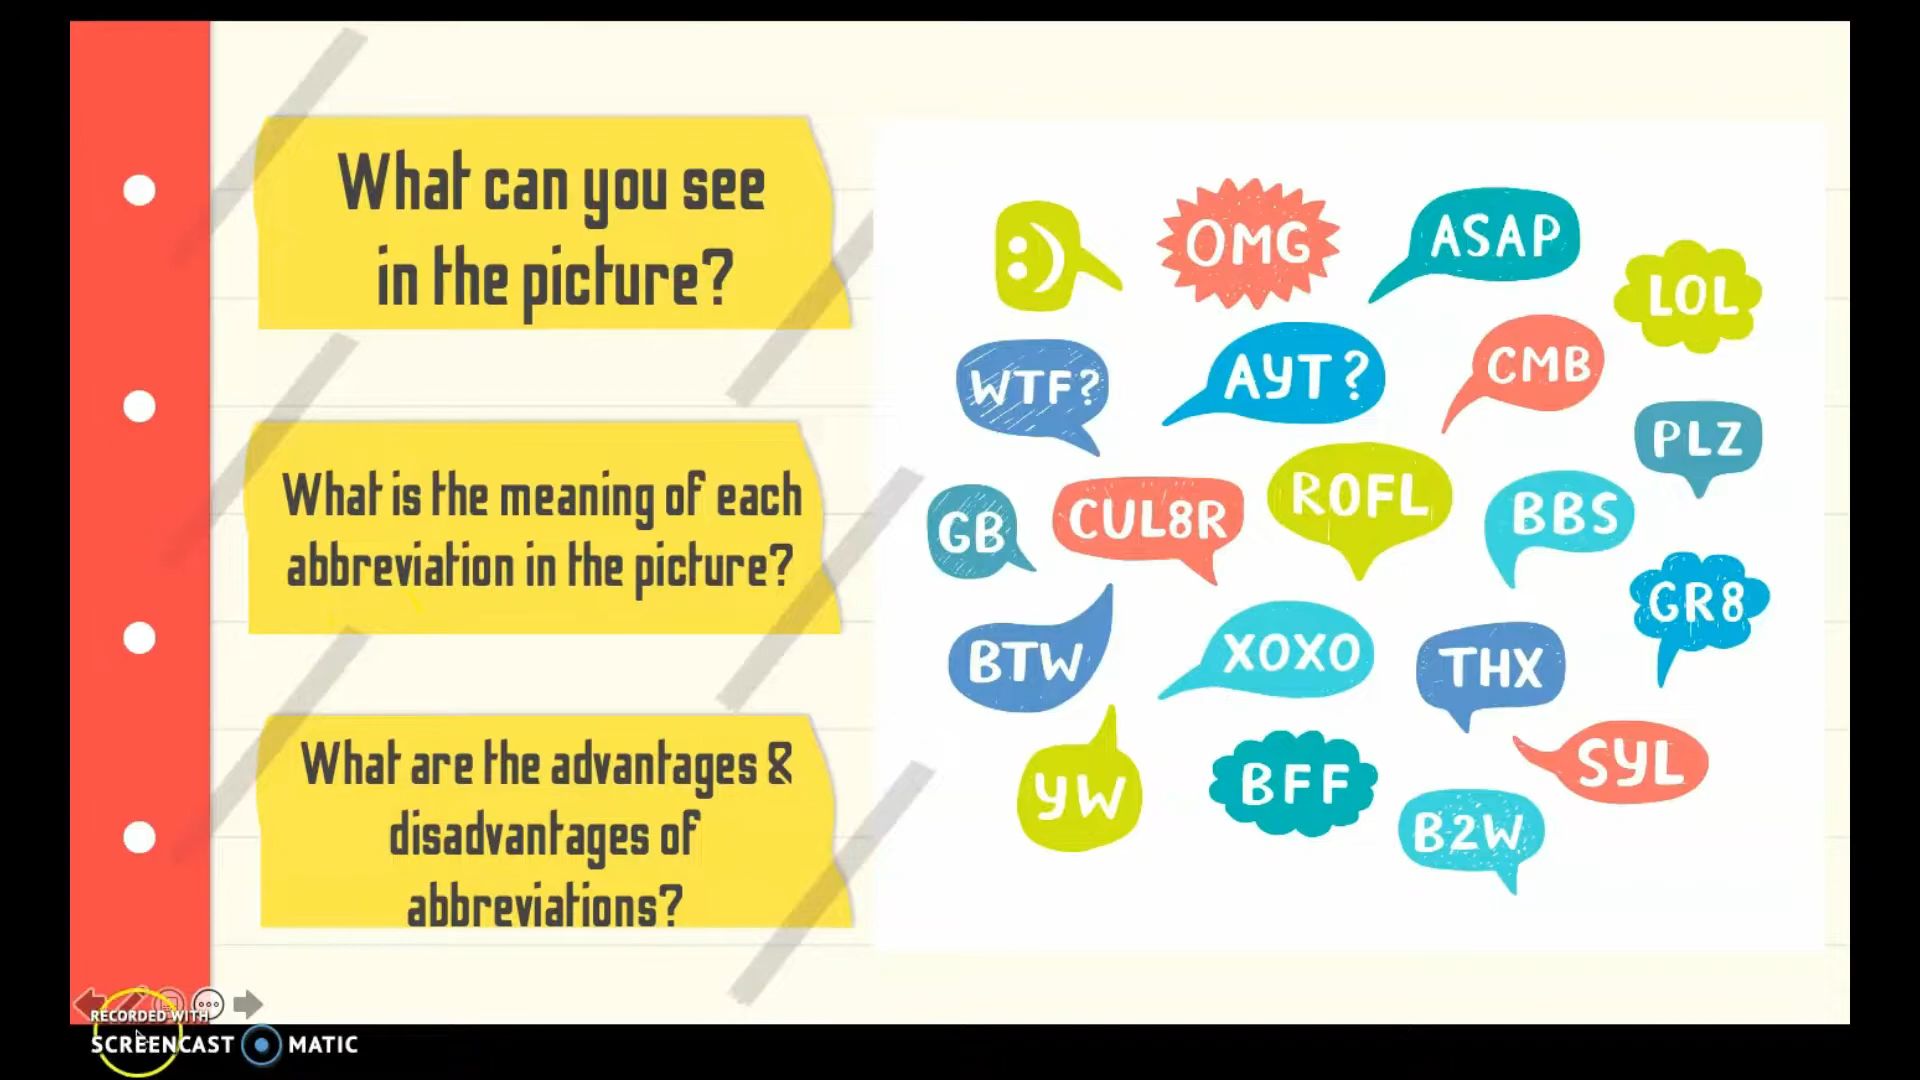 What can you see
in the picture?
What is the meaning of each
abbreviation in the picture?
What are the advantages &
disadvantages of
abbreviations?
:)
OMG
ASAP
LOL
WTF?
AYT?
CMB
PLZ
GB
CUL8R
ROFL
BBS
GR8
BTW
XOXO
THX
SYL
YW
BFF
B2W
RECORDED WITH
SCREENCAST MATIC